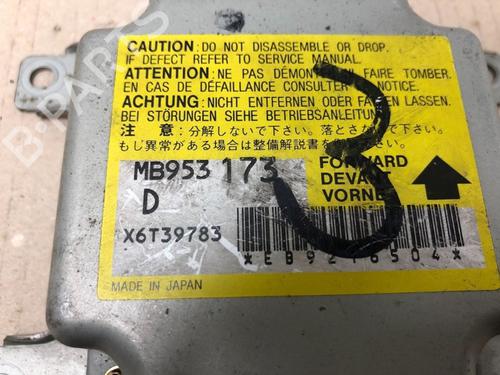 CAUTION: DO NOT DISASSEMBLE OR DROP.
IF DEFECT REFER TO SERVICE MANUAL.
ATTENTION: NE PAS DÉMONTER NI FAIRE TOMBER.
EN CAS DE DÉFAILLANCE CONSULTER LA NOTICE.
ACHTUNG: NICHT ENTFERNEN ODER FALLEN LASSEN.
BEI STÖRUNGEN SIEHE BETRIEBSANLEITUNG
注 意 : 分解しないで下さい。落とさないで下さい。
もし異常がある場合は整備解説書を
MB953173
FORWARD
D
DEVANT
VORNE
X6T39783
MADE IN JAPAN
B-PARTS